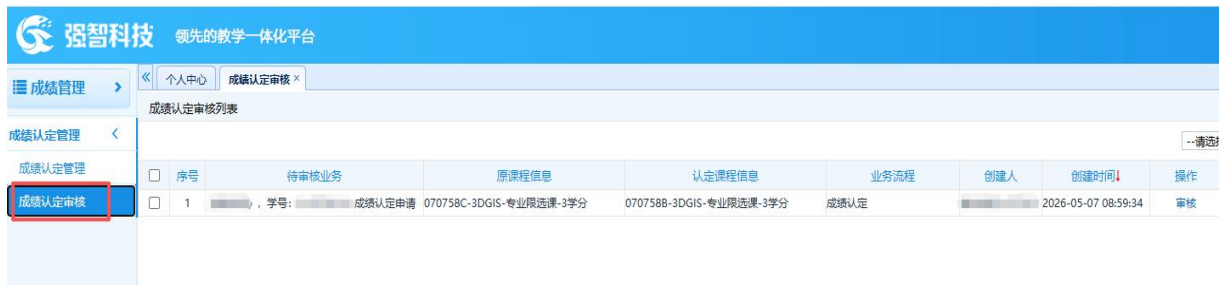 强智科技 领先的教学一体化平台
成绩管理
个人中心 成绩认定审核 ×
成绩认定审核列表
成绩认定管理
--请选
成绩认定管理
序号 待审核业务 原课程信息 认定课程信息 业务流程 创建人 创建时间 操作
成绩认定审核
1 ，学号： 成绩认定申请 070758C-3DGIS-专业限选课-3学分 070758B-3DGIS-专业限选课-3学分 成绩认定 2026-05-07 08:59:34 审核